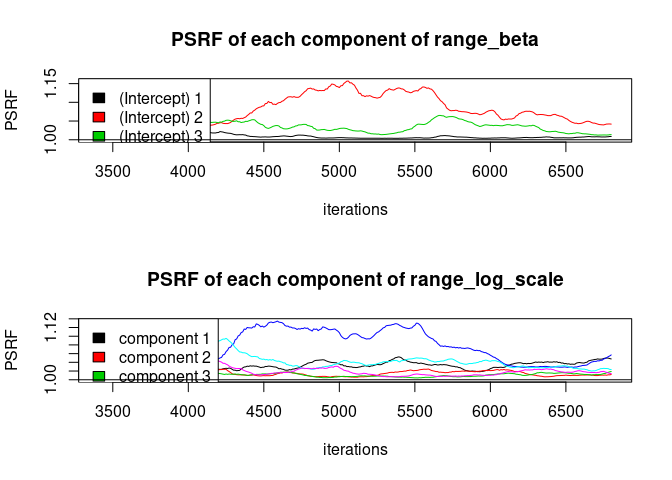 PSRF of each component of range_beta
PSRF
1.15
1.00
(Intercept) 1
(Intercept) 2
(Intercept) 3
3500 4000 4500 5000 5500 6000 6500
iterations
PSRF of each component of range_log_scale
PSRF
1.12
1.00
component 1
component 2
component 3
3500 4000 4500 5000 5500 6000 6500
iterations